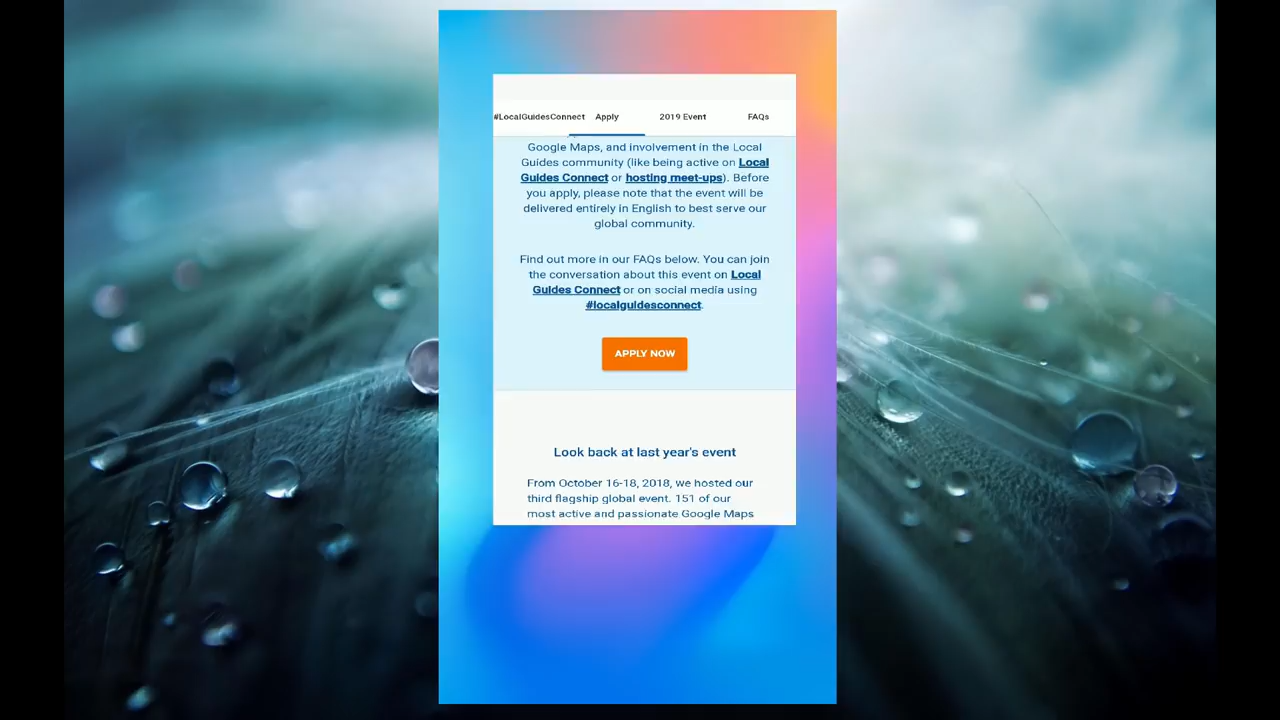 #LocalGuidesConnect Apply 2019 Event FAQs
Google Maps, and involvement in the Local
Guides community (like being active on Local
Guides Connect or hosting meet-ups). Before
you apply, please note that the event will be
delivered entirely in English to best serve our
global community.
Find out more in our FAQs below. You can join
the conversation about this event on Local
Guides Connect or on social media using
#localguidesconnect.
APPLY NOW
Look back at last year's event
From October 16-18, 2018, we hosted our
third flagship global event. 151 of our
most active and passionate Google Maps